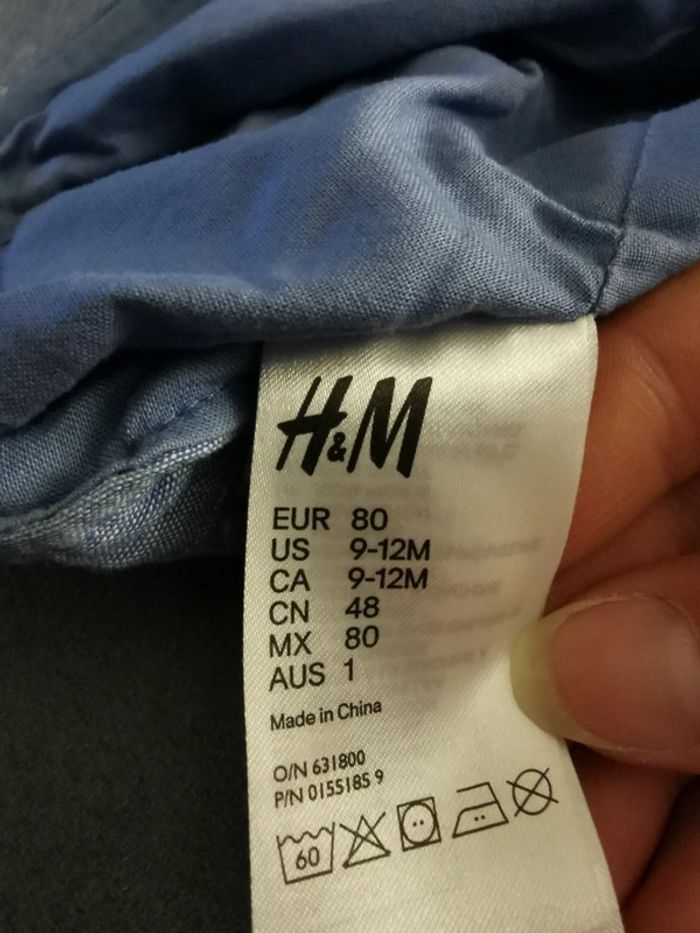 H&M
EUR 80
US 9-12M
CA 9-12M
CN 48
MX 80
AUS 1
Made in China
O/N 631800
P/N 0155185 9
60